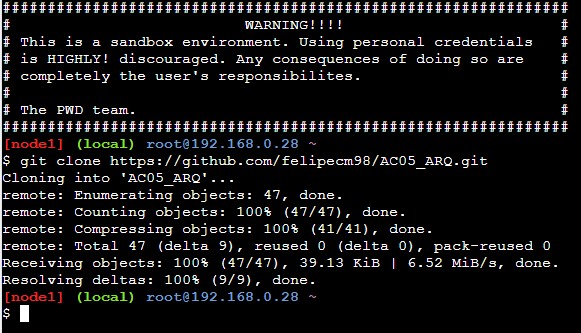 ###############################################################
#                          WARNING!!!!                          #
# This is a sandbox environment. Using personal credentials   #
# is HIGHLY! discouraged. Any consequences of doing so are    #
# completely the user's responsibilites.                      #
#                                                             #
# The PWD team.                                               #
###############################################################
[node1] (local) root@192.168.0.28 ~
$ git clone https://github.com/felipecm98/AC05_ARQ.git
Cloning into 'AC05_ARQ'...
remote: Enumerating objects: 47, done.
remote: Counting objects: 100% (47/47), done.
remote: Compressing objects: 100% (41/41), done.
remote: Total 47 (delta 9), reused 0 (delta 0), pack-reused 0
Receiving objects: 100% (47/47), 39.13 KiB | 6.52 MiB/s, done.
Resolving deltas: 100% (9/9), done.
[node1] (local) root@192.168.0.28 ~
$